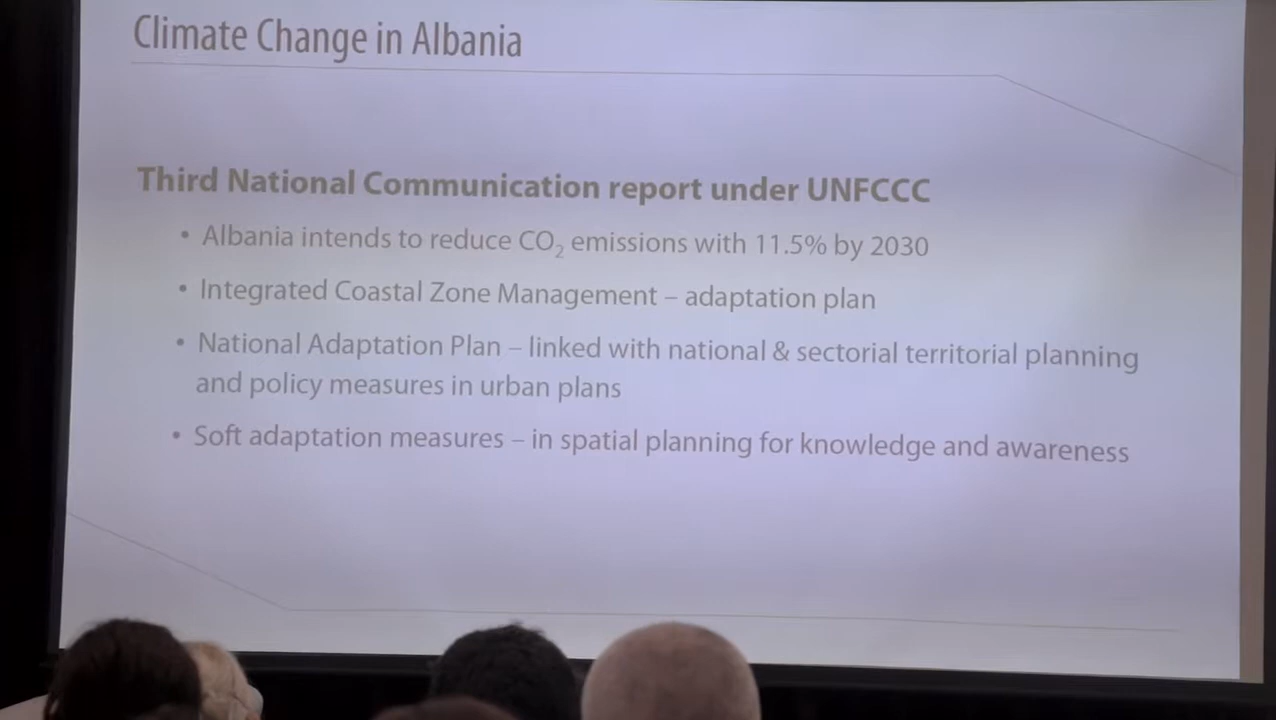 Climate Change in Albania
Third National Communication report under UNFCCC
• Albania intends to reduce CO₂ emissions with 11.5% by 2030
• Integrated Coastal Zone Management – adaptation plan
• National Adaptation Plan – linked with national & sectorial territorial planning
and policy measures in urban plans
• Soft adaptation measures – in spatial planning for knowledge and awareness